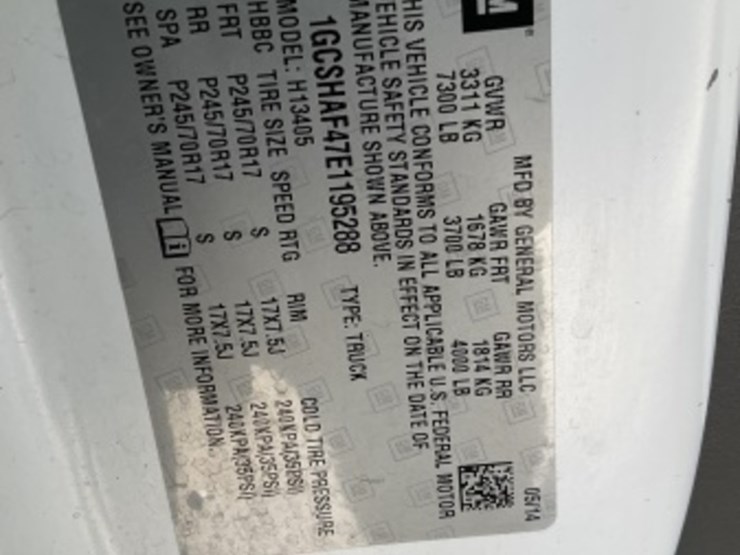 M
MFD BY GENERAL MOTORS LLC 05/14
GVWR GAWR FRT GAWR RR
3311 KG 1678 KG 1814 KG
7300 LB 3700 LB 4000 LB
THIS VEHICLE CONFORMS TO ALL APPLICABLE U.S. FEDERAL MOTOR
VEHICLE SAFETY STANDARDS IN EFFECT ON THE DATE OF
MANUFACTURE SHOWN ABOVE.
1GCSHAF47E1195288 TYPE: TRUCK
MODEL: H13405
HBBC TIRE SIZE SPEED RTG RIM COLD TIRE PRESSURE
FRT P245/70R17 S 17X7.5J 240KPA(35PSI)
RR P245/70R17 S 17X7.5J 240KPA(35PSI)
SPA P245/70R17 S 17X7.5J 240KPA(35PSI)
SEE OWNER'S MANUAL FOR MORE INFORMATION.